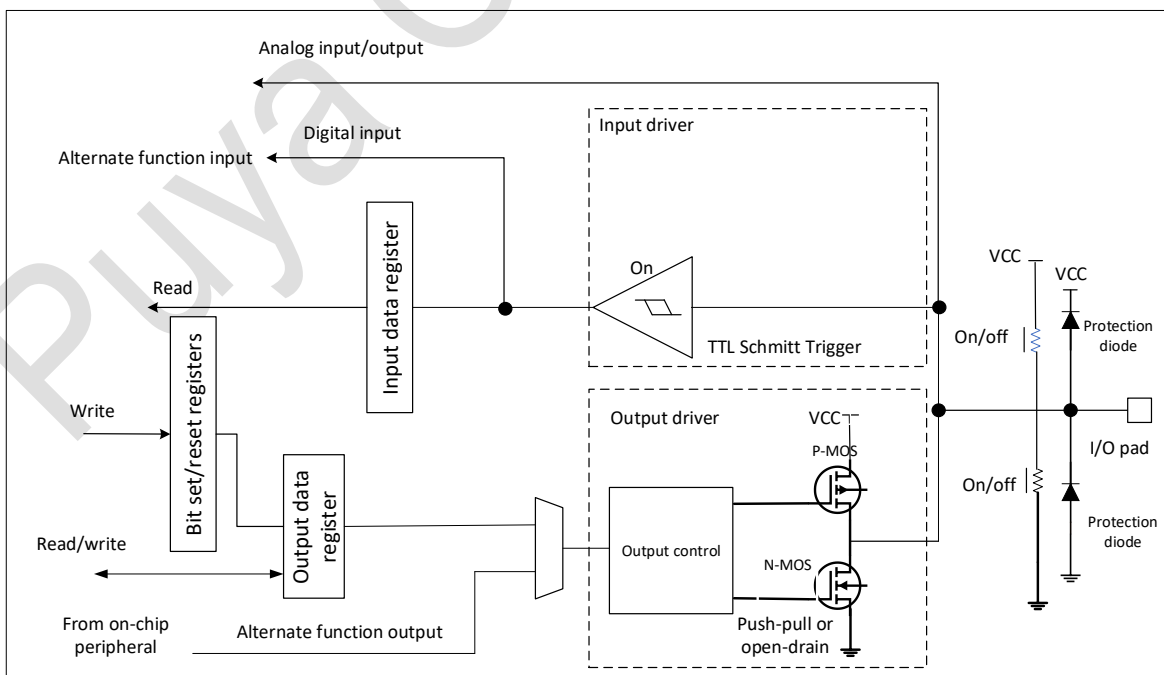 Puya
Analog input/output
Digital input
Alternate function input
Input driver
On
TTL Schmitt Trigger
Read
Input data register
Bit set/reset registers
Write
Output data
register
Read/write
From on-chip
peripheral
Alternate function output
Output driver
VCC
P-MOS
Output control
N-MOS
Push-pull or
open-drain
VCC
VCC
On/off
Protection
diode
I/O pad
On/off
Protection
diode